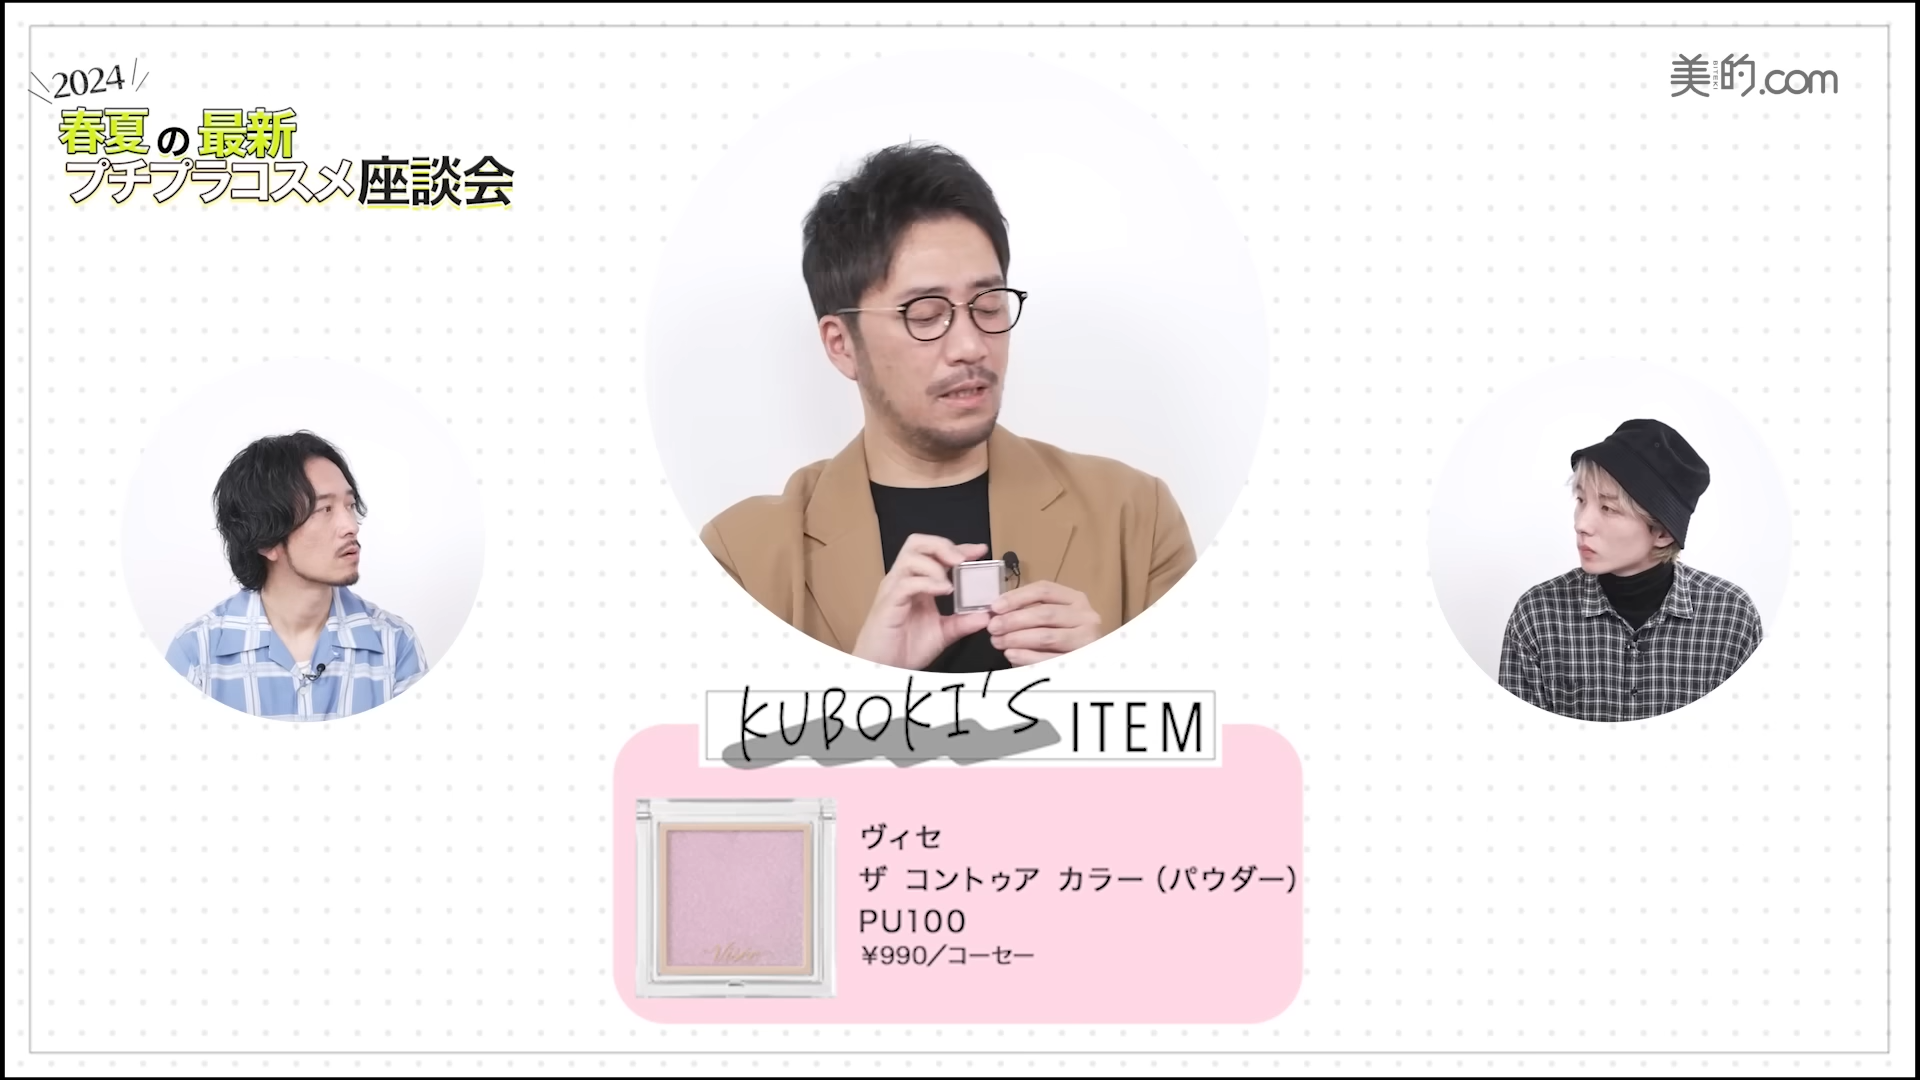 2024
春夏の最新
プチプラコスメ座談会
美的.com
BITEKI
KUBOKI'S ITEM
Visée
ヴィセ
ザ コントゥア カラー（パウダー）
PU100
¥990／コーセー